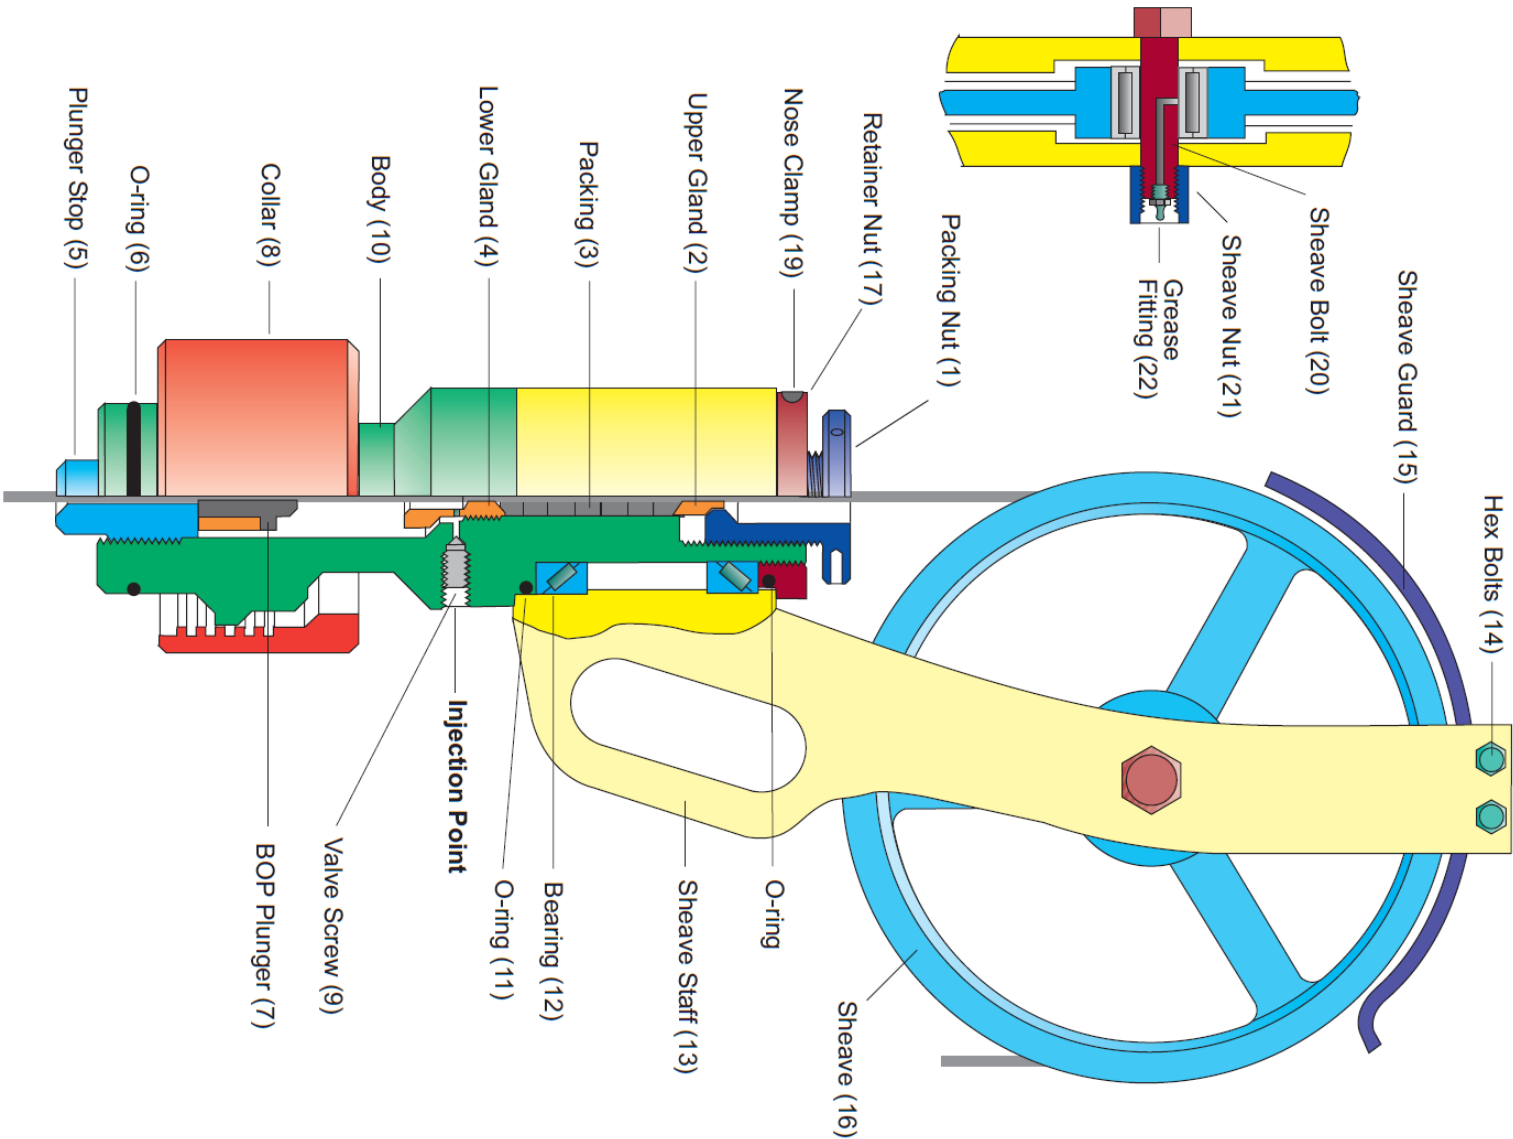 Sheave Guard (15)
Hex Bolts (14)
Sheave Bolt (20)
Sheave Nut (21)
Grease
Fitting (22)
Packing Nut (1)
Retainer Nut (17)
Nose Clamp (19)
Upper Gland (2)
Packing (3)
Lower Gland (4)
Body (10)
Collar (8)
O-ring (6)
Plunger Stop (5)
Sheave (16)
O-ring
Sheave Staff (13)
Bearing (12)
O-ring (11)
Injection Point
Valve Screw (9)
BOP Plunger (7)